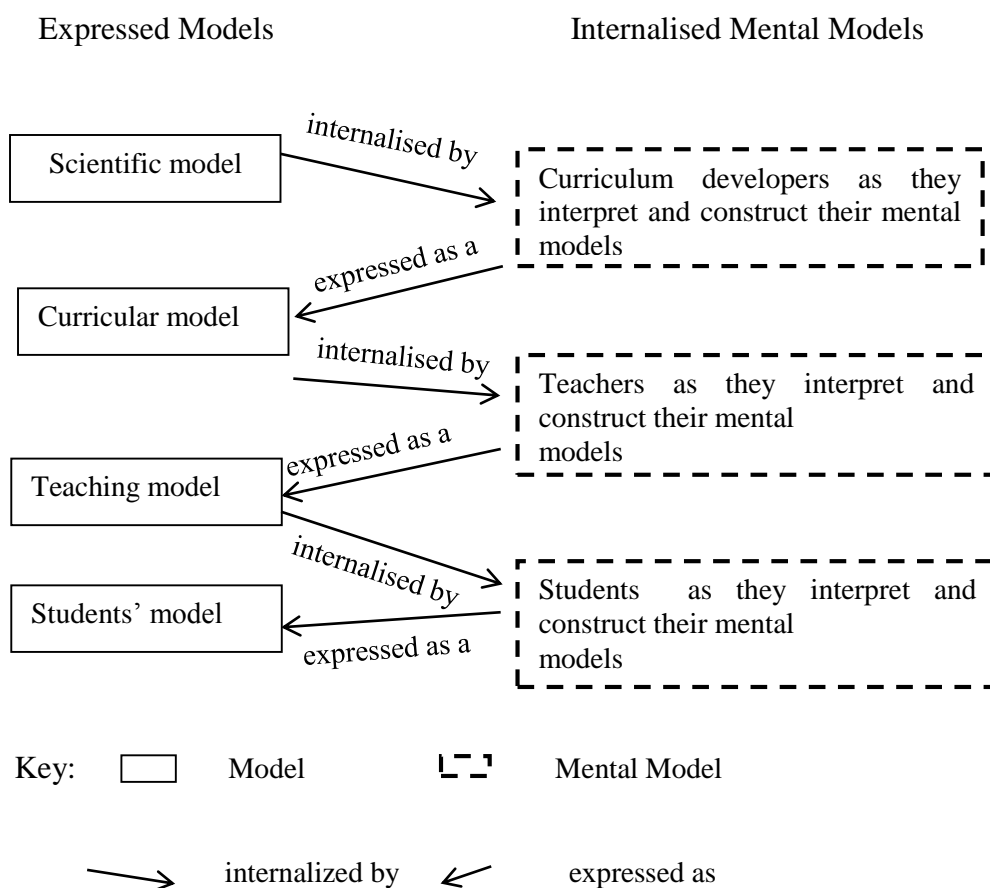 Expressed Models
Internalised Mental Models
internalised by
Scientific model
Curriculum developers as they
interpret and construct their mental
models
expressed as a
Curricular model
internalised by
Teachers as they interpret and
construct their mental
models
expressed as a
Teaching model
internalised by
Students as they interpret and
construct their mental
models
Students’ model
expressed as a
Key: Model Mental Model
internalized by expressed as